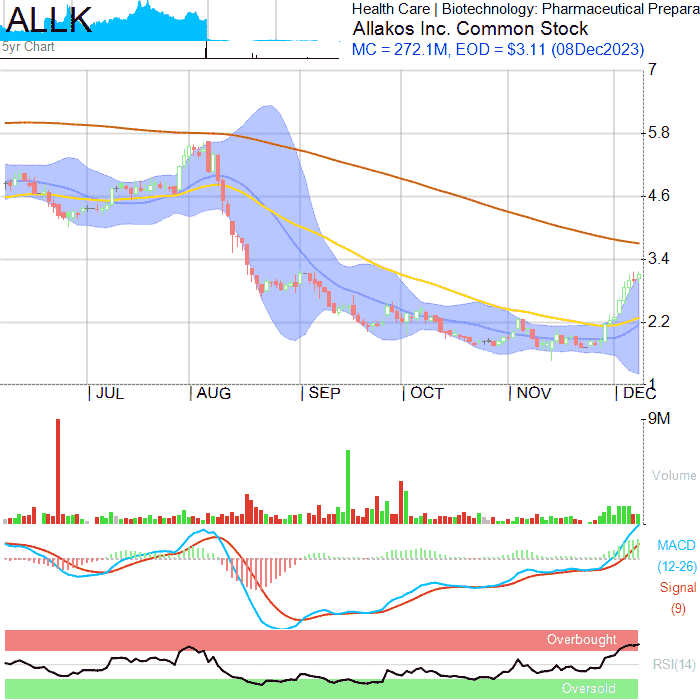 ALLK
5yr Chart
Health Care | Biotechnology: Pharmaceutical Prepara
Allakos Inc. Common Stock
MC = 272.1M, EOD = $3.11 (08Dec2023)
7
5.8
4.6
3.4
2.2
1
JUL AUG SEP OCT NOV DEC
9M
Volume
MACD
(12-26)
Signal
(9)
Overbought
RSI(14)
Oversold